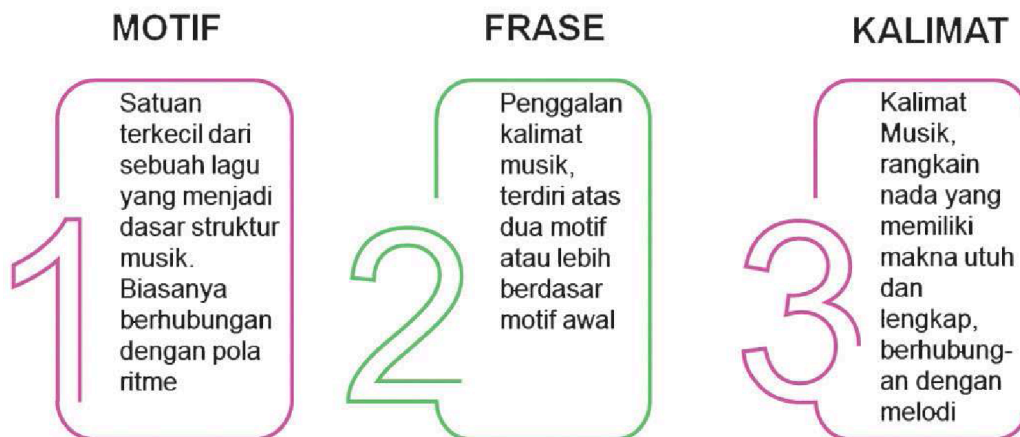 MOTIF
1
Satuan
terkecil dari
sebuah lagu
yang menjadi
dasar struktur
musik.
Biasanya
berhubungan
dengan pola
ritme
FRASE
2
Penggalan
kalimat
musik,
terdiri atas
dua motif
atau lebih
berdasar
motif awal
KALIMAT
3
Kalimat
Musik,
rangkain
nada yang
memiliki
makna utuh
dan
lengkap,
berhubung-
an dengan
melodi